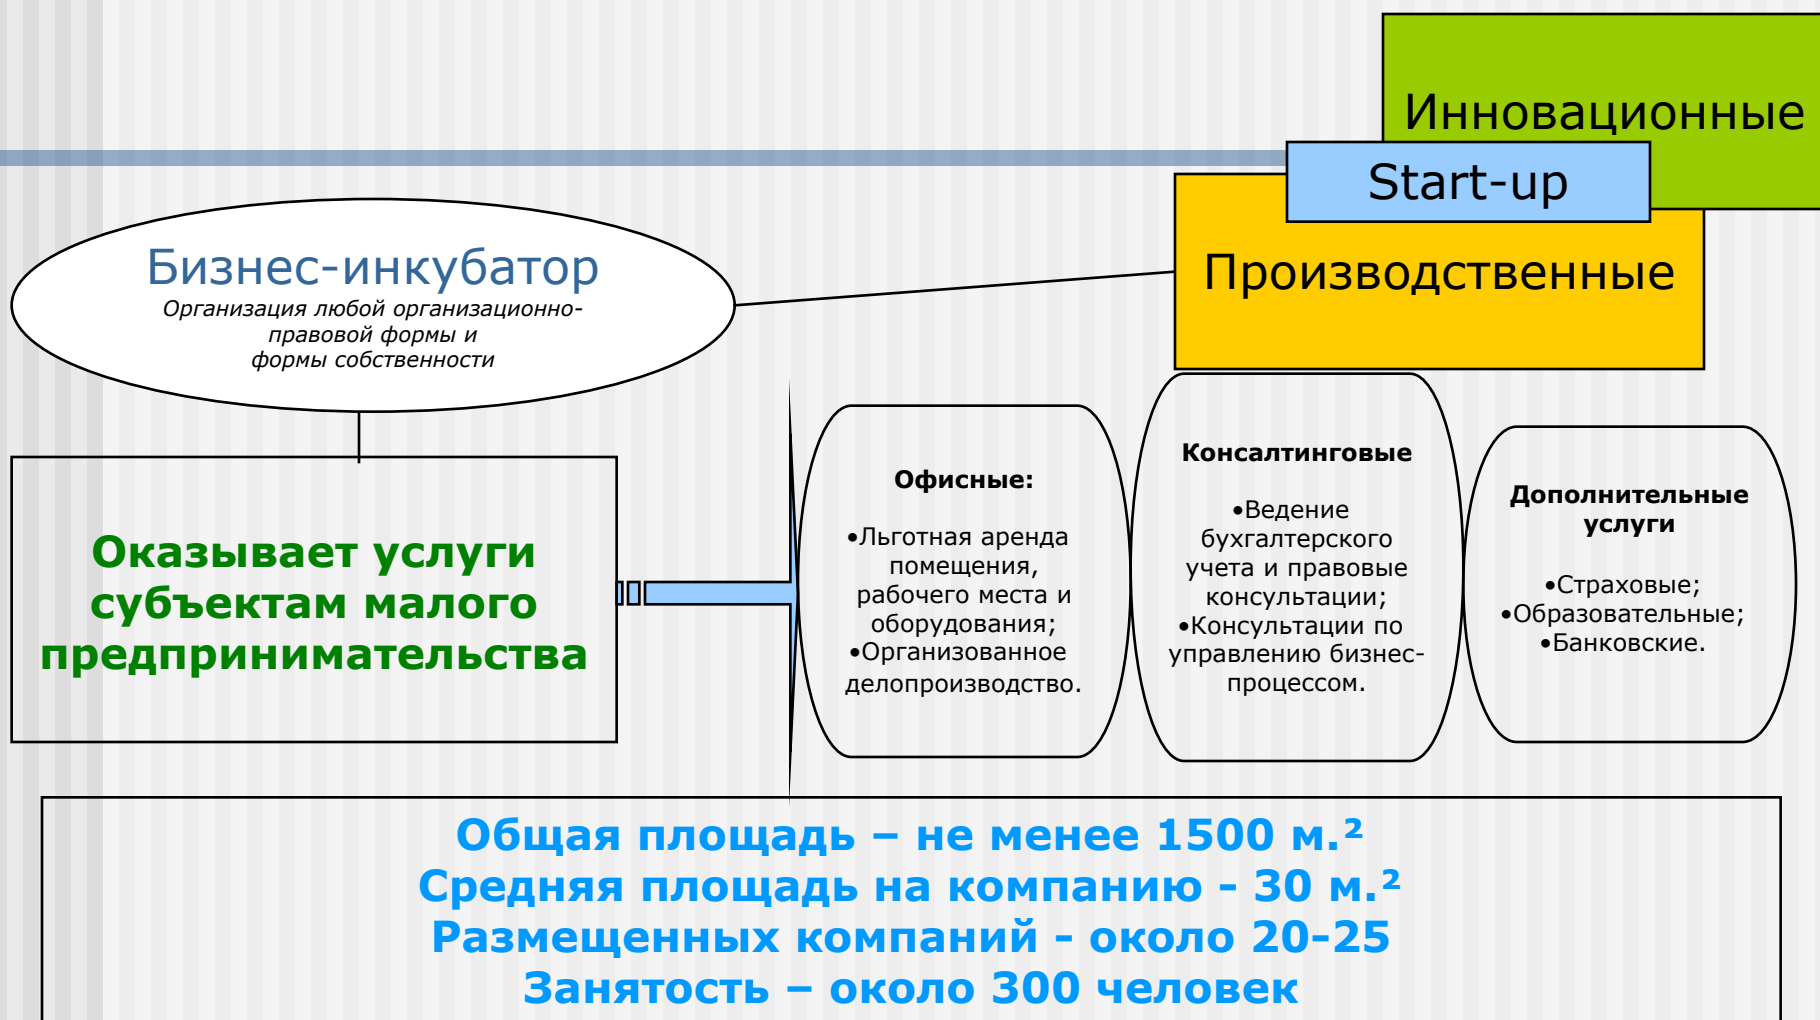 Инновационные
Start-up
Производственные
Бизнес-инкубатор
Организация любой организационно-
правовой формы и
формы собственности
Оказывает услуги
субъектам малого
предпринимательства
Офисные:
•Льготная аренда
помещения,
рабочего места и
оборудования;
•Организованное
делопроизводство.
Консалтинговые
•Ведение
бухгалтерского
учета и правовые
консультации;
•Консультации по
управлению бизнес-
процессом.
Дополнительные
услуги
•Страховые;
•Образовательные;
•Банковские.
Общая площадь – не менее 1500 м.²
Средняя площадь на компанию - 30 м.²
Размещенных компаний - около 20-25
Занятость – около 300 человек